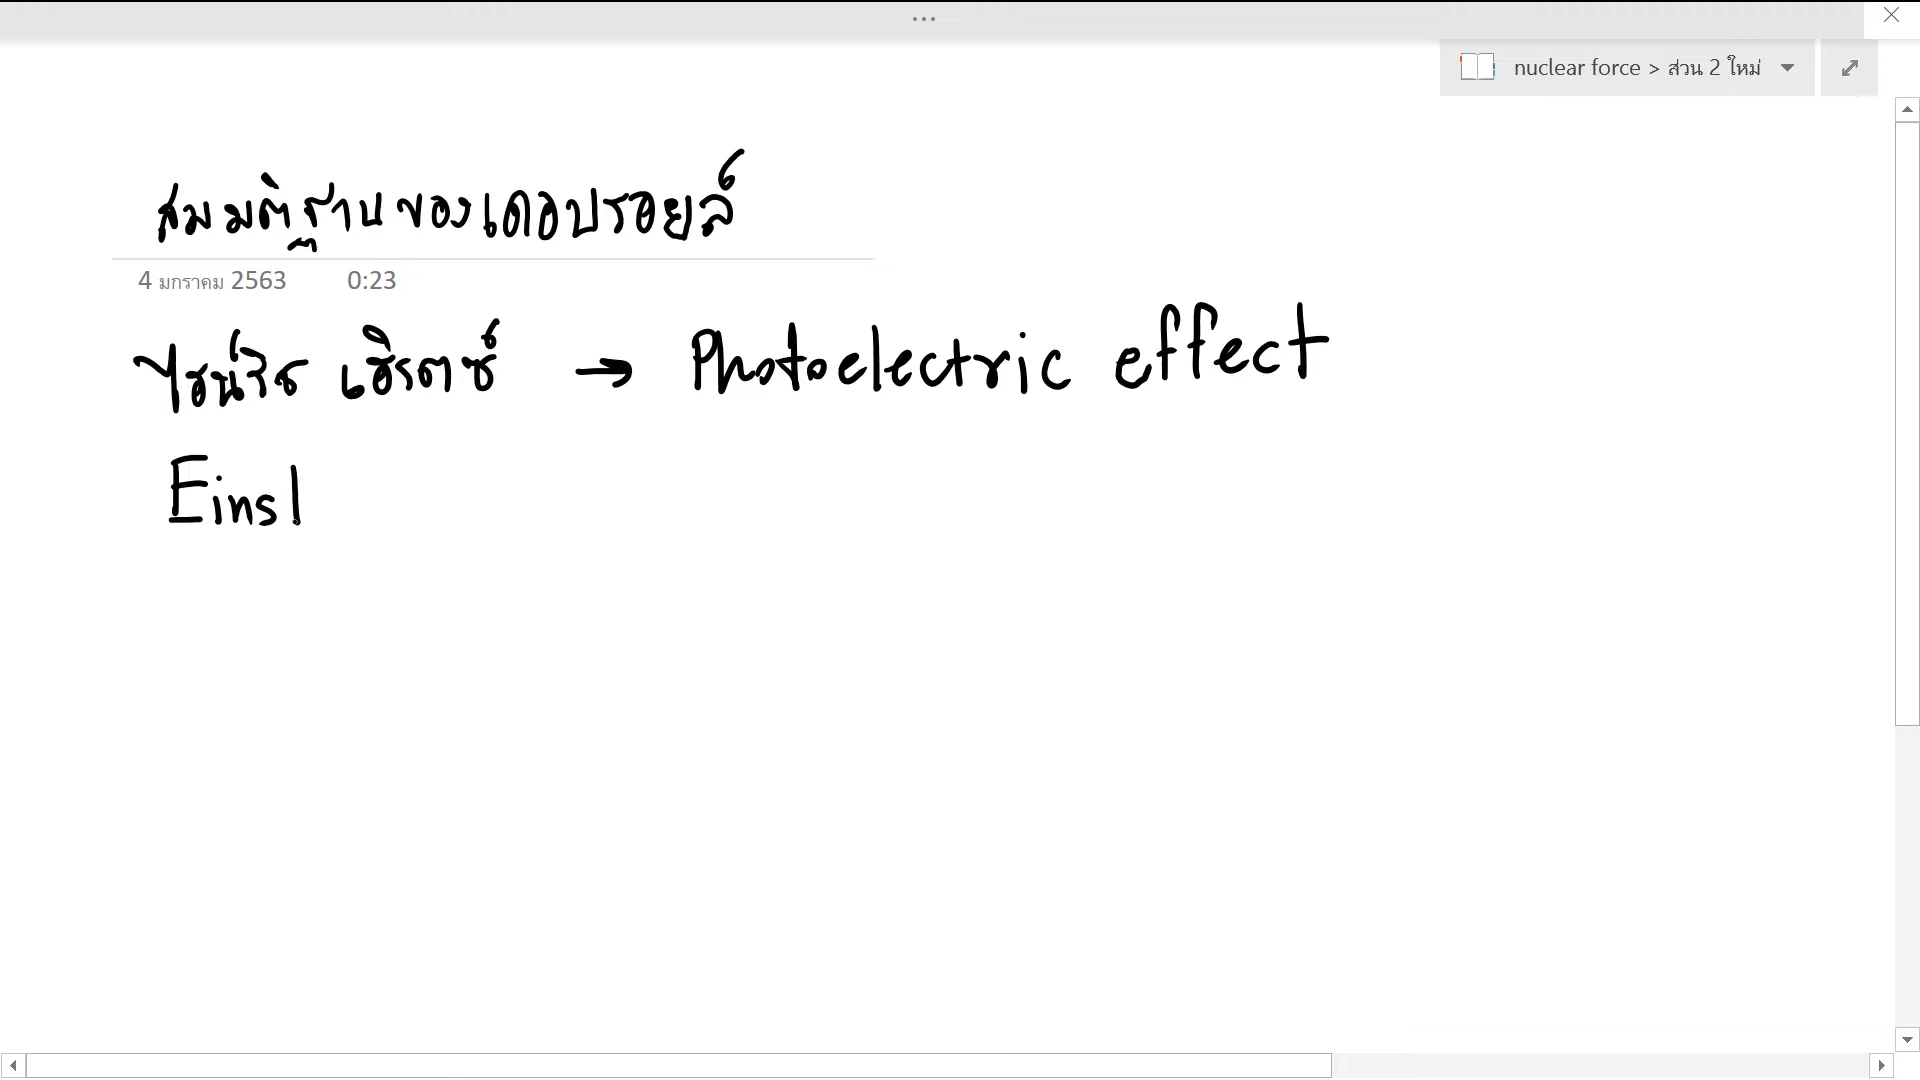 nuclear force > ส่วน 2 ใหม่
สมมติฐานของเดอบรอยล์
4 มกราคม 2563 0:23
ไฮน์ริช เฮิรตซ์ → Photoelectric effect
Einsl